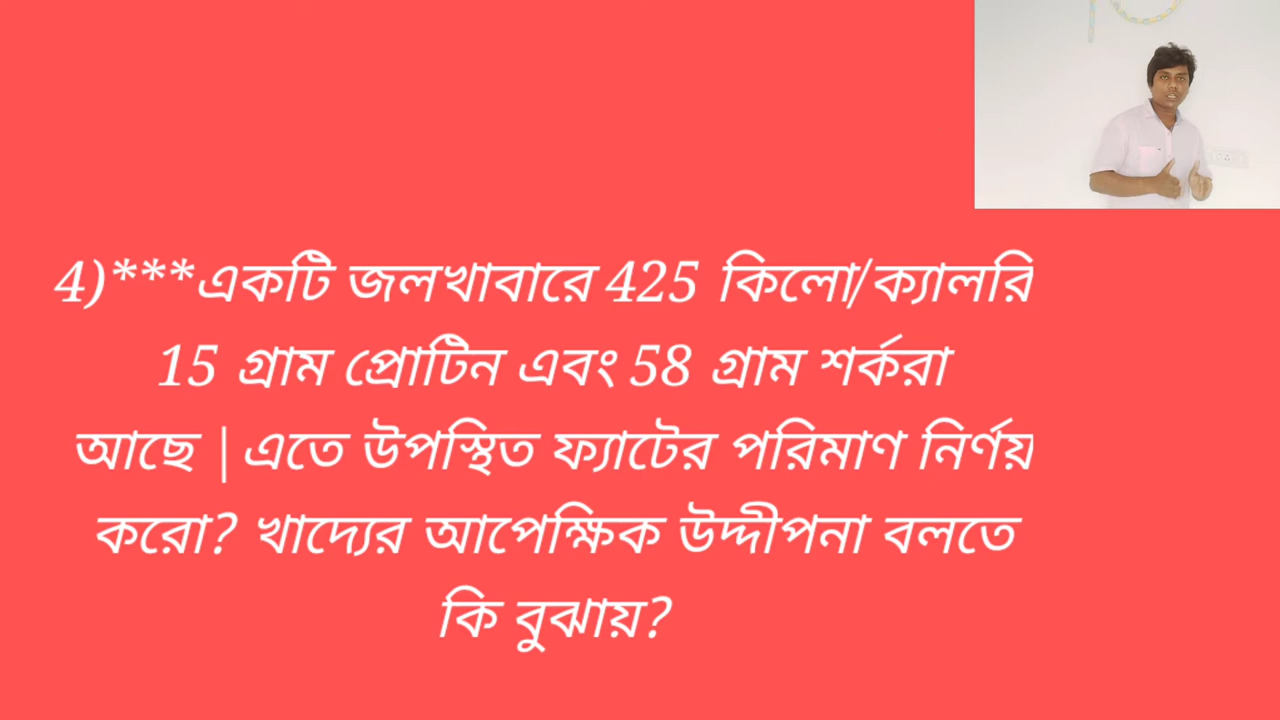 4)***একটি জলখাবারে 425 কিলো/ক্যালরি
15 গ্রাম প্রোটিন এবং 58 গ্রাম শর্করা
আছে | এতে উপস্থিত ফ্যাটের পরিমাণ নির্ণয়
করো? খাদ্যের আপেক্ষিক উদ্দীপনা বলতে
কি বুঝায়?